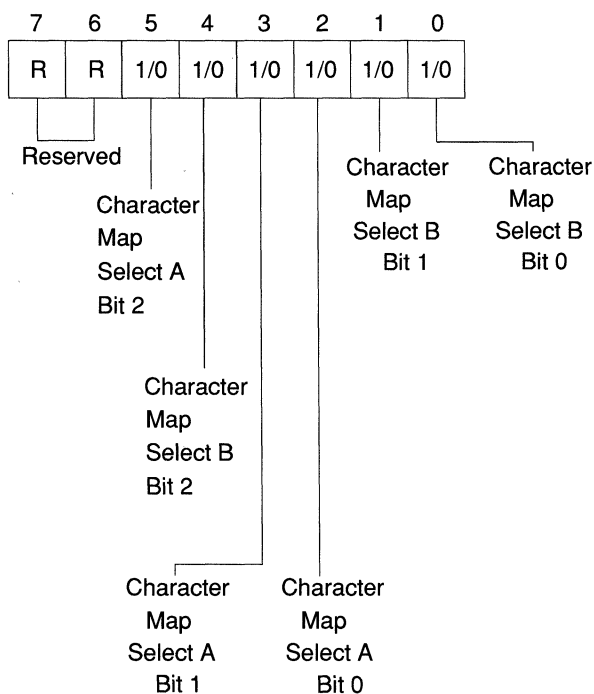 7 6 5 4 3 2 1 0
R R 1/0 1/0 1/0 1/0 1/0 1/0
Reserved
Character
Map
Select A
Bit 2
Character
Map
Select B
Bit 2
Character
Map
Select A
Bit 1
Character
Map
Select A
Bit 0
Character
Map
Select B
Bit 1
Character
Map
Select B
Bit 0